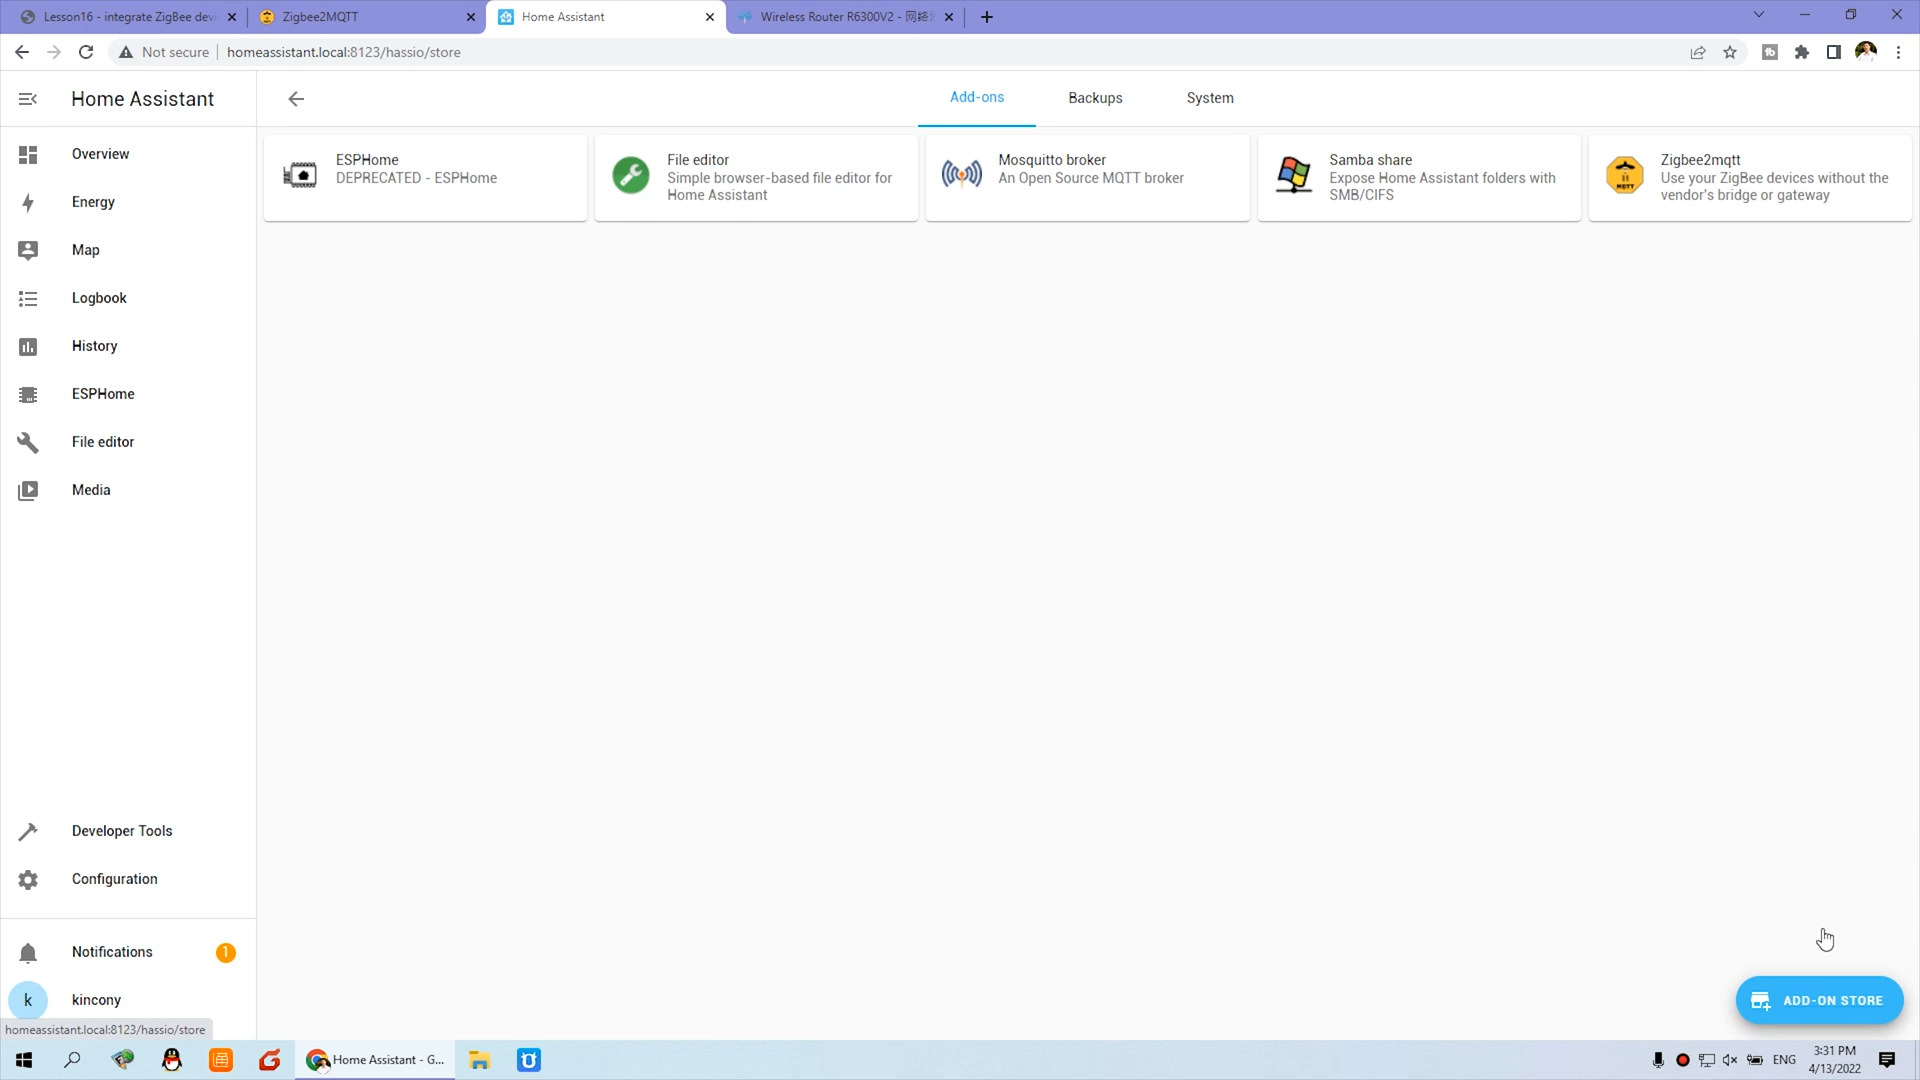 Lesson16 - integrate ZigBee devi
Zigbee2MQTT
Home Assistant
Wireless Router R6300V2 - 网络
Not secure
homeassistant.local:8123/hassio/store
Home Assistant
Add-ons
Backups
System
Overview
Energy
Map
Logbook
History
ESPHome
File editor
Media
Developer Tools
Configuration
Notifications
1
k
kincony
ESPHome
DEPRECATED - ESPHome
File editor
Simple browser-based file editor for
Home Assistant
Mosquitto broker
An Open Source MQTT broker
Samba share
Expose Home Assistant folders with
SMB/CIFS
MQTT
Zigbee2mqtt
Use your ZigBee devices without the
vendor's bridge or gateway
ADD-ON STORE
homeassistant.local:8123/hassio/store
Home Assistant - G...
ENG
3:31 PM
4/13/2022